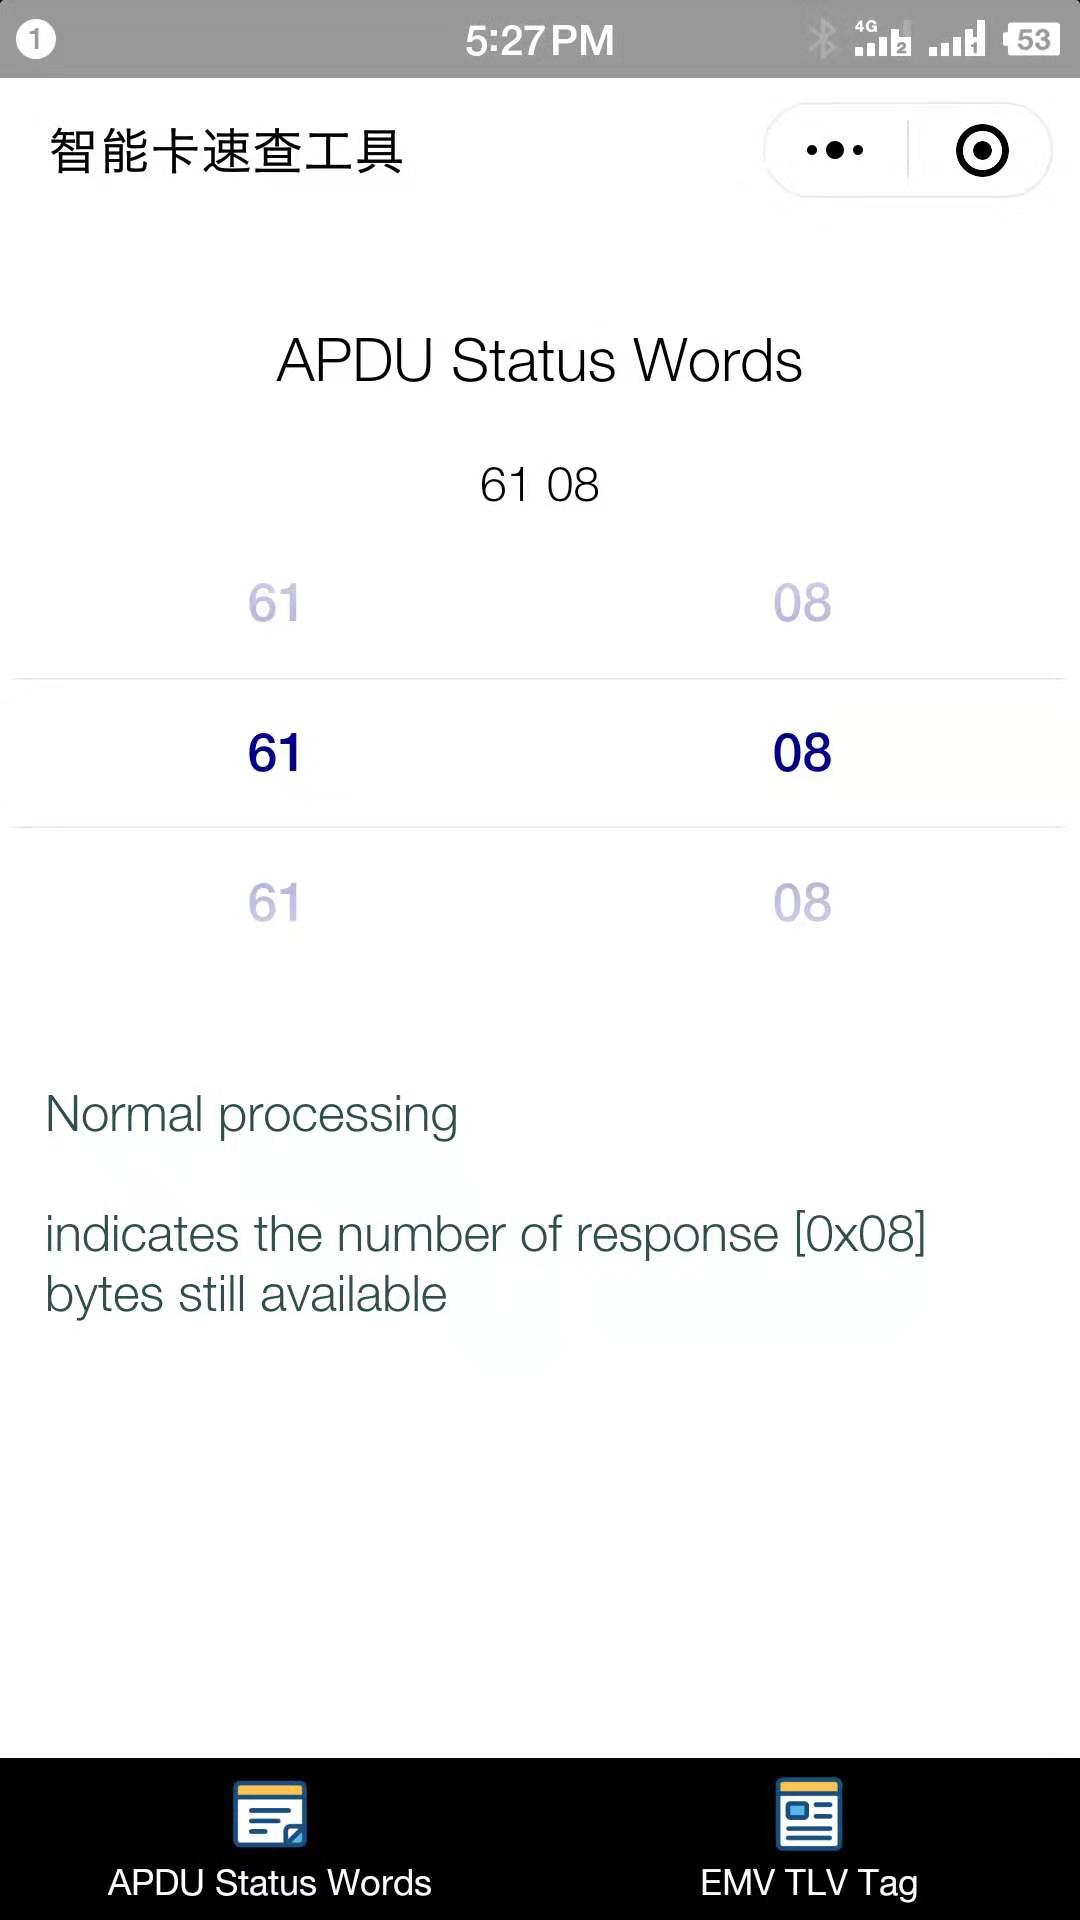 1
5:27 PM
4G
2
1
53
智能卡速查工具
APDU Status Words
61 08
61 08
61 08
61 08
Normal processing
indicates the number of response [0x08]
bytes still available
APDU Status Words
EMV TLV Tag